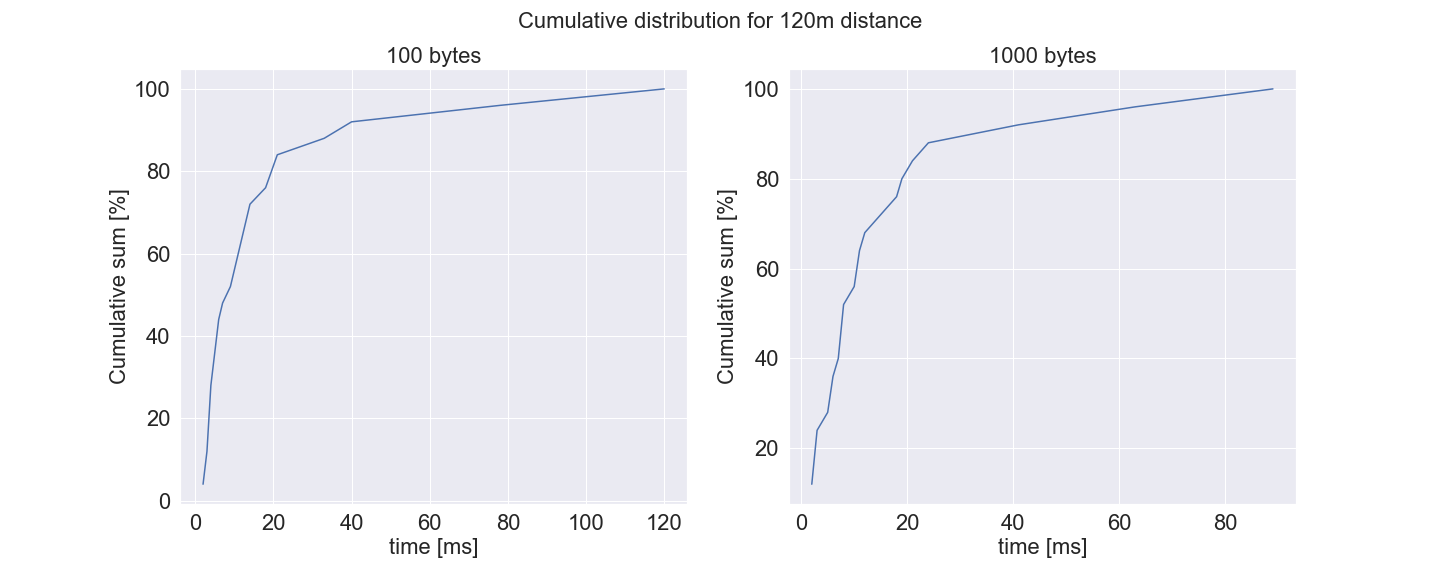 Cumulative distribution for 120m distance
100 bytes
100
80
60
40
20
0
Cumulative sum [%]
0 20 40 60 80 100 120
time [ms]
1000 bytes
100
80
60
40
20
Cumulative sum [%]
0 20 40 60 80
time [ms]